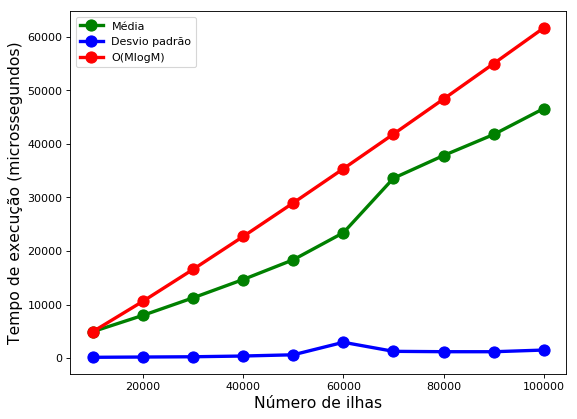 Média
Desvio padrão
O(MlogM)
60000
50000
40000
30000
20000
10000
0
Tempo de execução (microssegundos)
20000 40000 60000 80000 100000
Número de ilhas